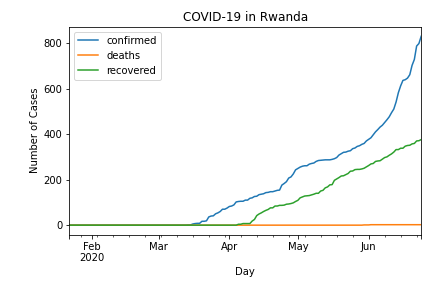 COVID-19 in Rwanda
confirmed
deaths
recovered
Number of Cases
800
600
400
200
0
Feb
2020
Mar
Apr
May
Jun
Day